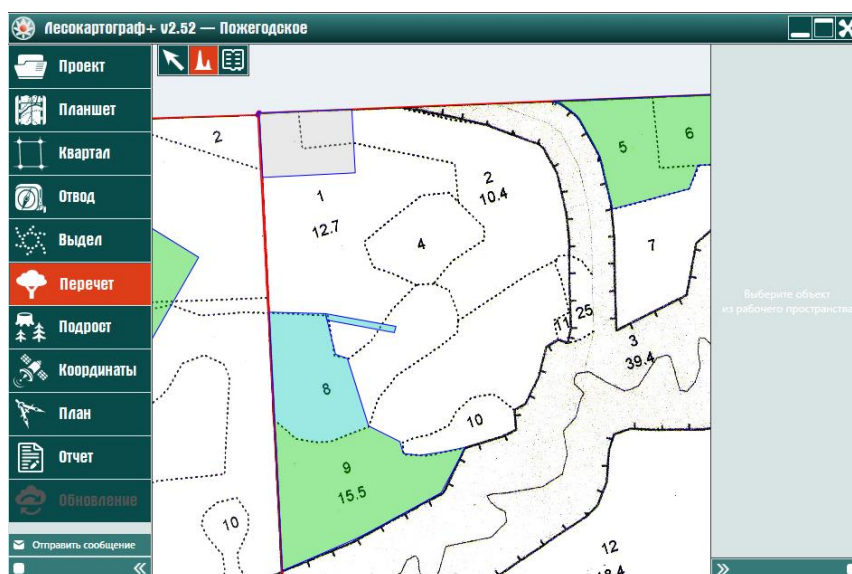 Лесокартограф+ v2.52 — Пожегодское
Проект
Планшет
Квартал
Отвод
Выдел
Перечет
Подрост
Координаты
План
Отчет
Обновление
Отправить сообщение
2
1
12.7
2
10.4
4
5
6
7
11
25
3
39.4
8
10
9
15.5
10
12
Выберите объект
из рабочего пространства